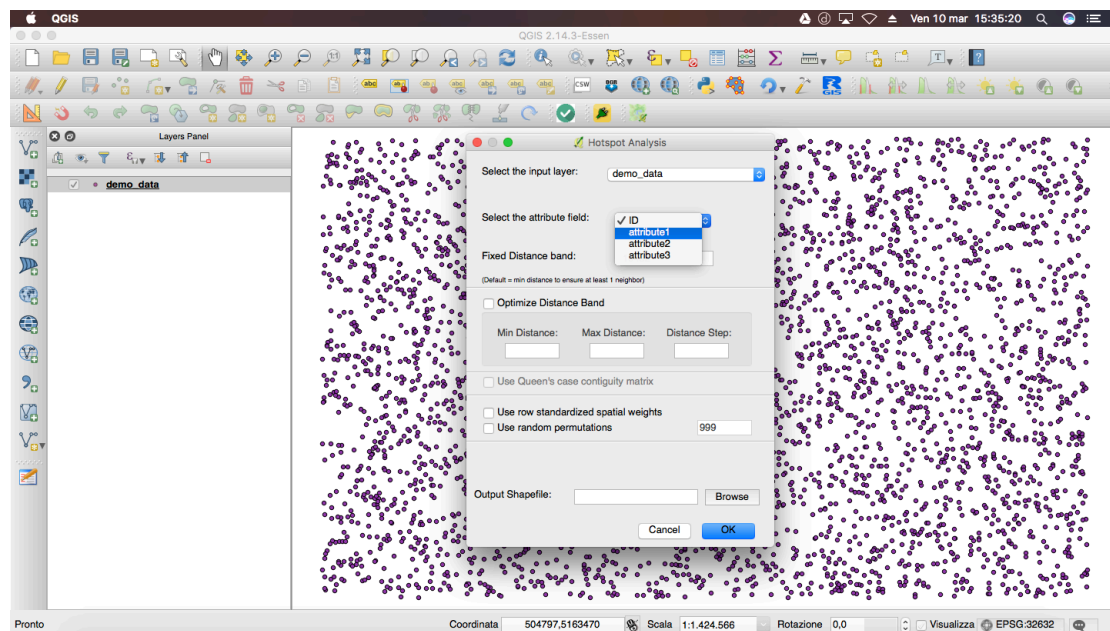 QGIS
Ven 10 mar 15:35:20
QGIS 2.14.3-Essen
Layers Panel
demo_data
Hotspot Analysis
Select the input layer:
demo_data
Select the attribute field:
✓ ID
attribute1
attribute2
attribute3
Fixed Distance band:
(Default = min distance to ensure at least 1 neighbor)
Optimize Distance Band
Min Distance: Max Distance: Distance Step:
Use Queen's case contiguity matrix
Use row standardized spatial weights
Use random permutations 999
Output Shapefile: Browse
Cancel OK
Pronto Coordinata 504797,5163470 Scala 1:1.424.566 Rotazione 0,0 Visualizza EPSG:32632